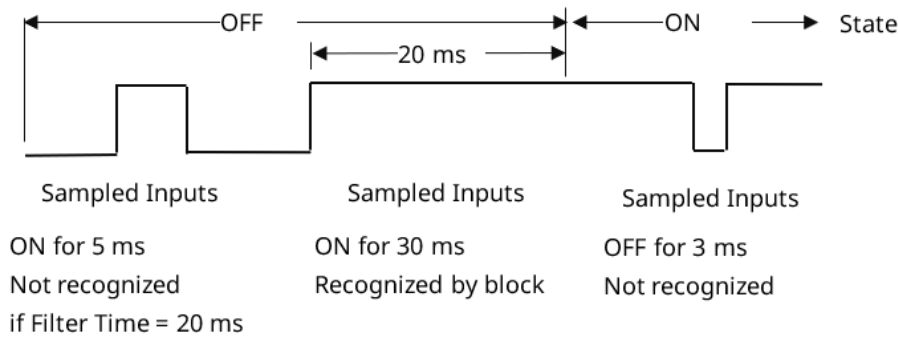 OFF
ON
State
20 ms
Sampled Inputs
ON for 5 ms
Not recognized
if Filter Time = 20 ms
Sampled Inputs
ON for 30 ms
Recognized by block
Sampled Inputs
OFF for 3 ms
Not recognized